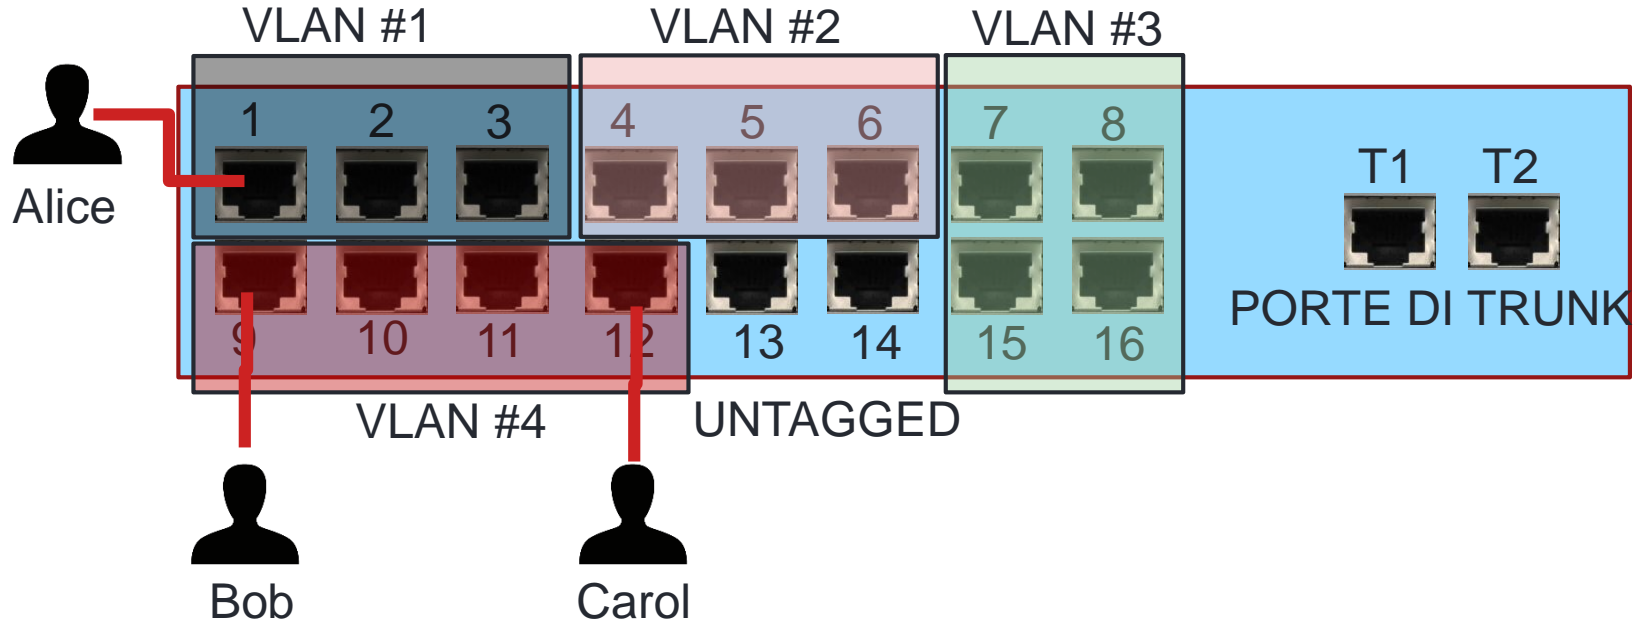 VLAN #1 VLAN #2 VLAN #3
1 2 3 4 5 6 7 8
T1 T2
Alice
PORTE DI TRUNK
9 10 11 12 13 14 15 16
VLAN #4 UNTAGGED
Bob Carol